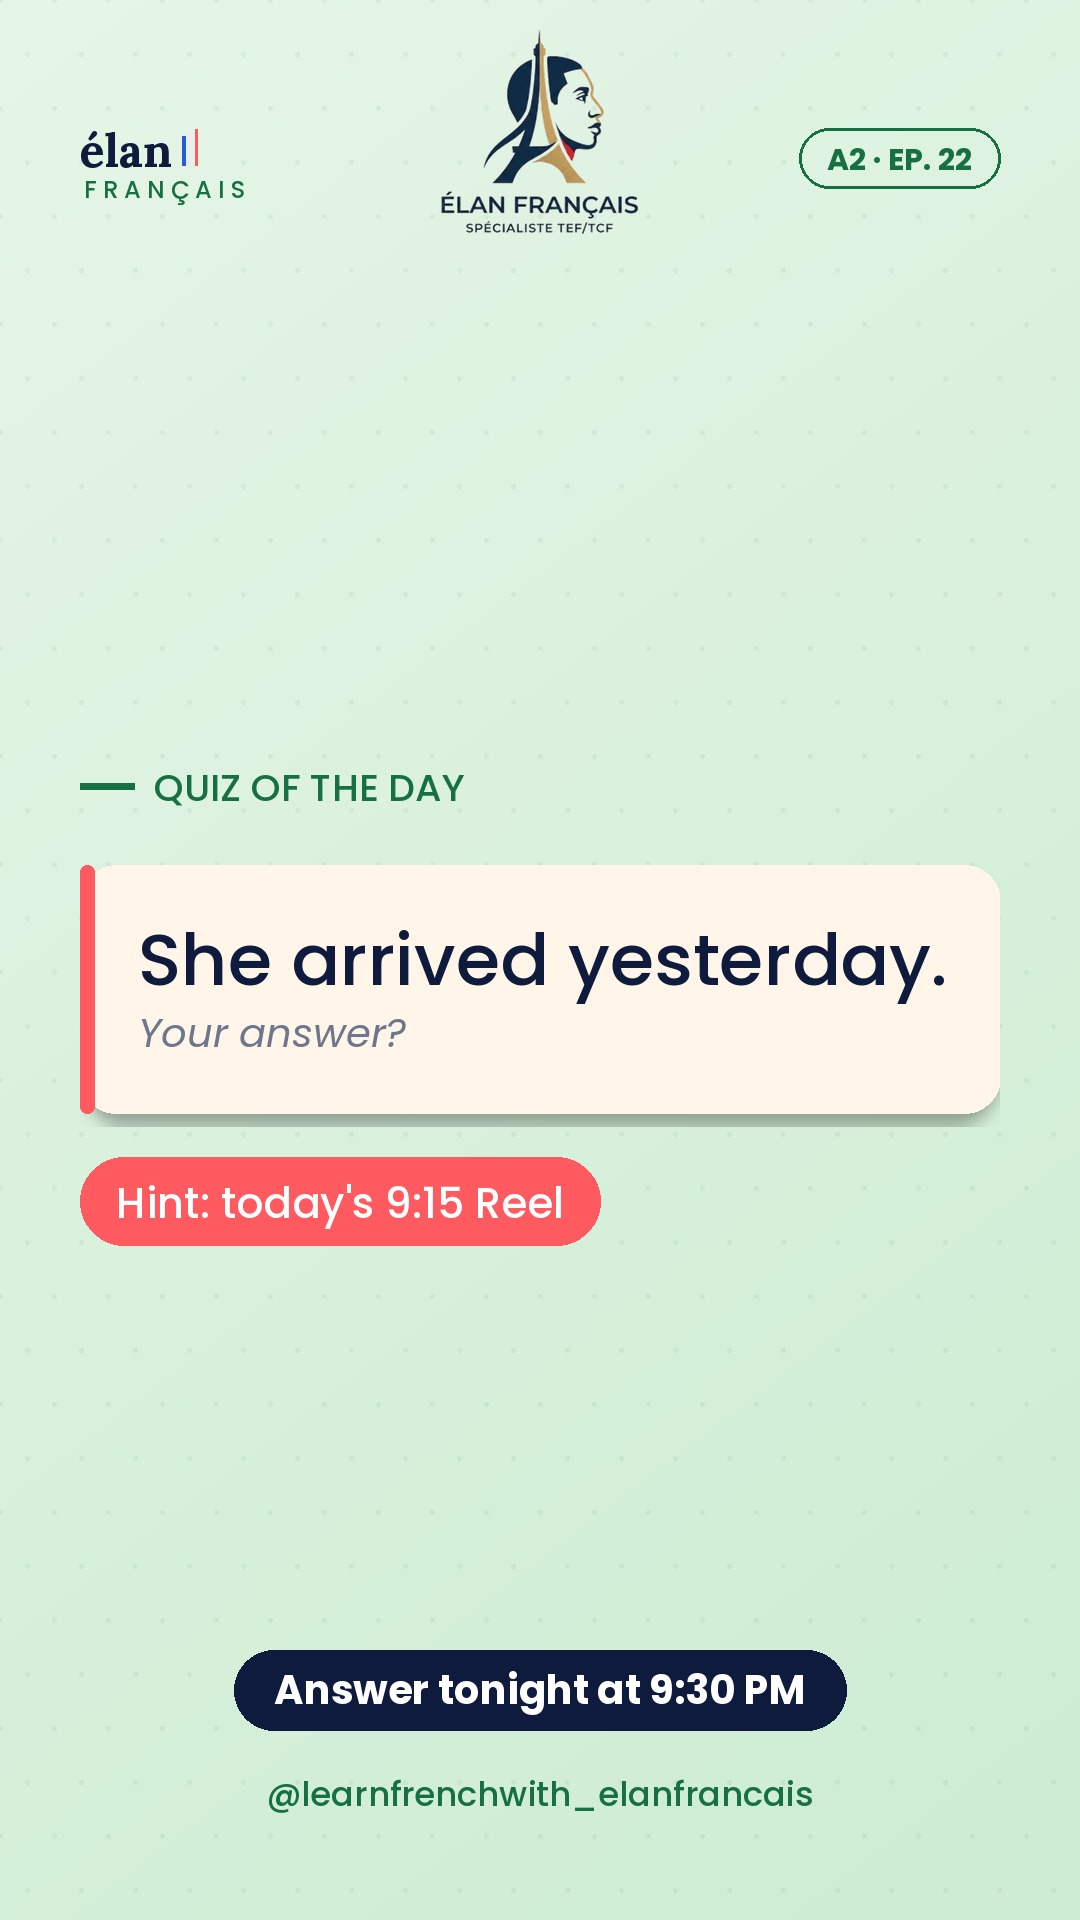 élan
FRANÇAIS
ÉLAN FRANÇAIS
SPÉCIALISTE TEF/TCF
A2 · EP. 22
QUIZ OF THE DAY
She arrived yesterday.
Your answer?
Hint: today's 9:15 Reel
Answer tonight at 9:30 PM
@learnfrenchwith_elanfrancais